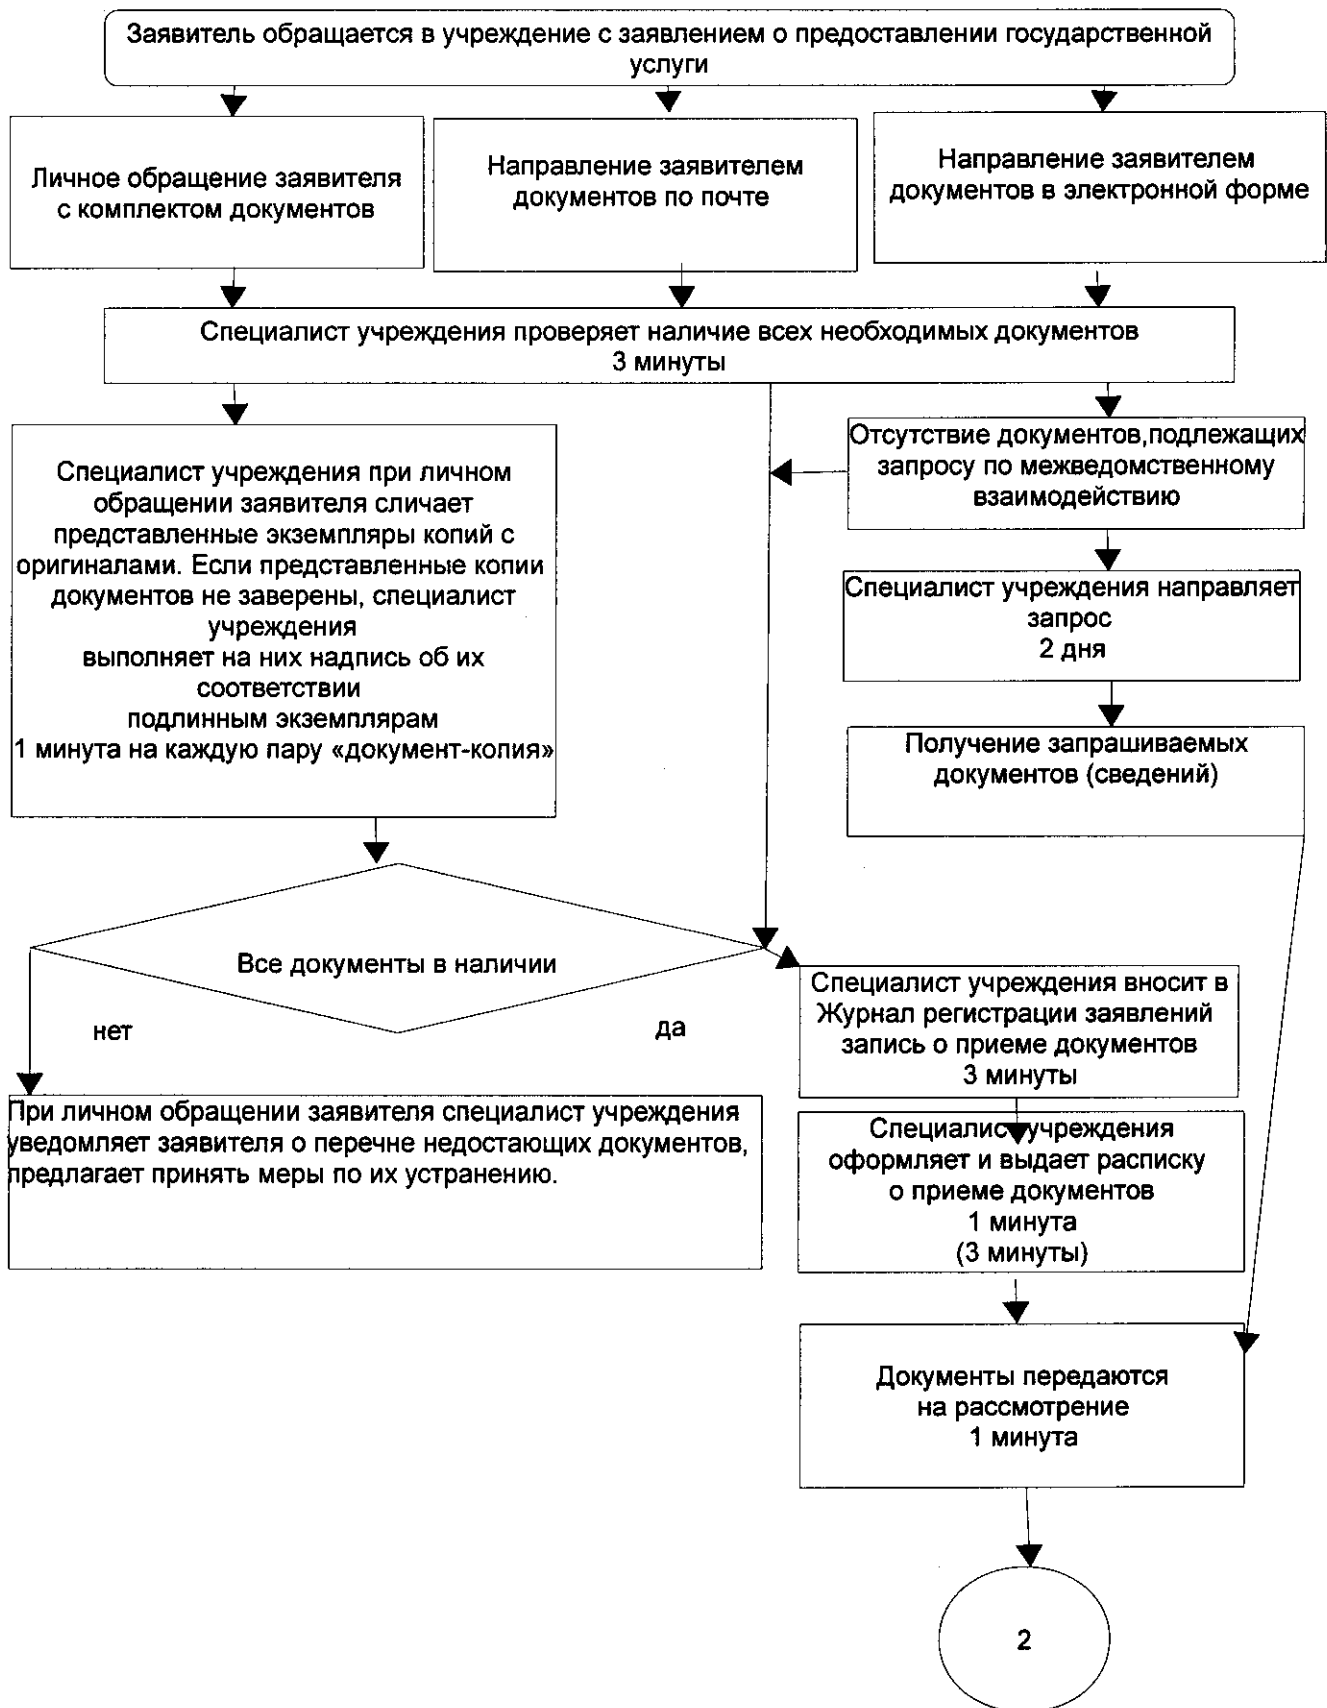 Заявитель обращается в учреждение с заявлением о предоставлении государственной
услуги
Личное обращение заявителя
с комплектом документов
Направление заявителем
документов по почте
Направление заявителем
документов в электронной форме
Специалист учреждения проверяет наличие всех необходимых документов
3 минуты
Специалист учреждения при личном
обращении заявителя сличает
представленные экземпляры копий с
оригиналами. Если представленные копии
документов не заверены, специалист
учреждения
выполняет на них надпись об их
соответствии
подлинным экземплярам
1 минута на каждую пару «документ-копия»
Отсутствие документов,подлежащих
запросу по межведомственному
взаимодействию
Специалист учреждения направляет
запрос
2 дня
Получение запрашиваемых
документов (сведений)
Все документы в наличии
нет
да
Специалист учреждения вносит в
Журнал регистрации заявлений
запись о приеме документов
3 минуты
При личном обращении заявителя специалист учреждения
уведомляет заявителя о перечне недостающих документов,
предлагает принять меры по их устранению.
Специалист учреждения
оформляет и выдает расписку
о приеме документов
1 минута
(3 минуты)
Документы передаются
на рассмотрение
1 минута
2